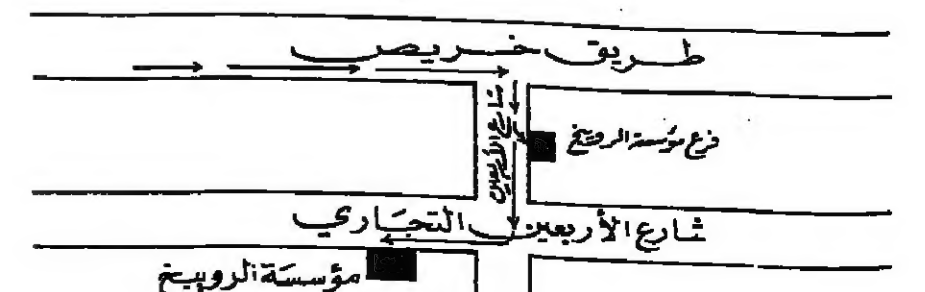 طريق خريص
شارع الأربعين
فرع مؤسسة الرويبخ
شارع الأربعين التجاري
مؤسسة الرويبخ